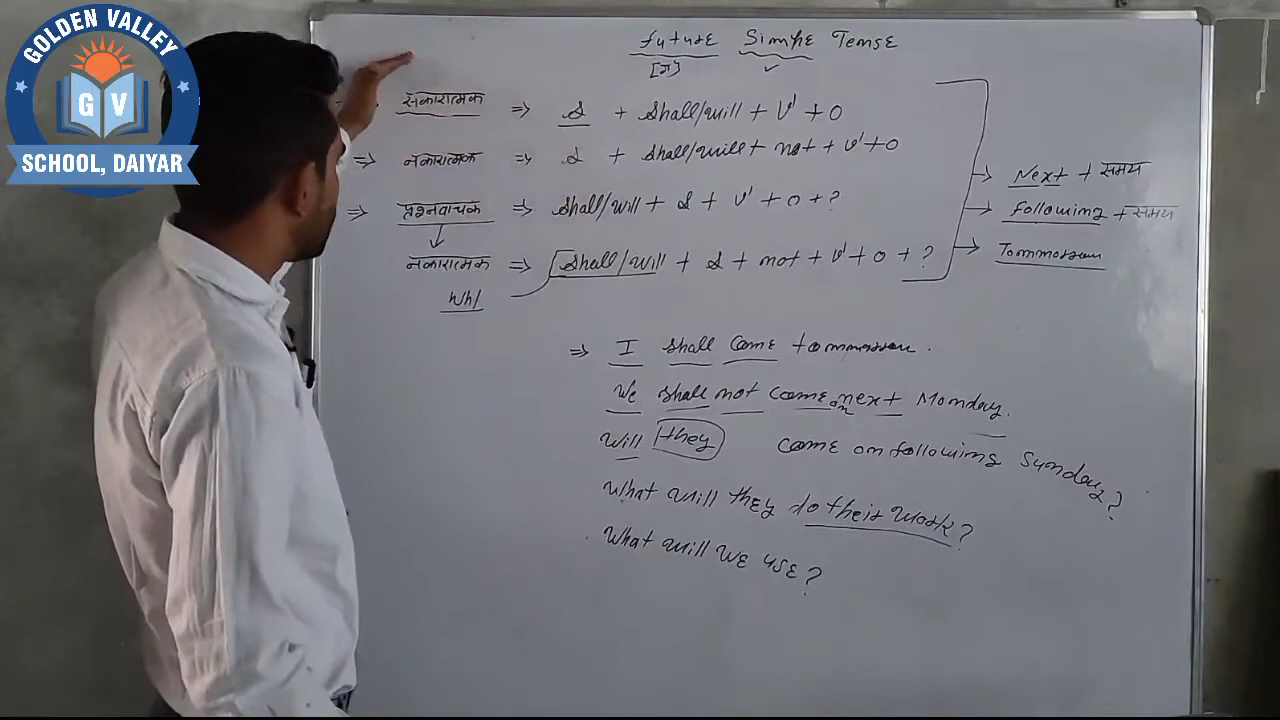 GOLDEN VALLEY
G V
SCHOOL, DAIYAR
Future Simple Tense
[गा]
सकारात्मक ⇒ S + Shall/will + V¹ + O
⇒ नकारात्मक ⇒ S + Shall/will + not + V¹ + O
⇒ प्रश्नवाचक ⇒ Shall/will + S + V¹ + O + ?
नकारात्मक ⇒ Shall/will + S + not + V¹ + O + ?
Wh/
→ Next + समय
→ following + समय
→ Tommorrow
⇒ I shall come tommorrow.
We shall not come on next Monday.
Will they come on following Sunday?
What will they do their work?
What will we use?